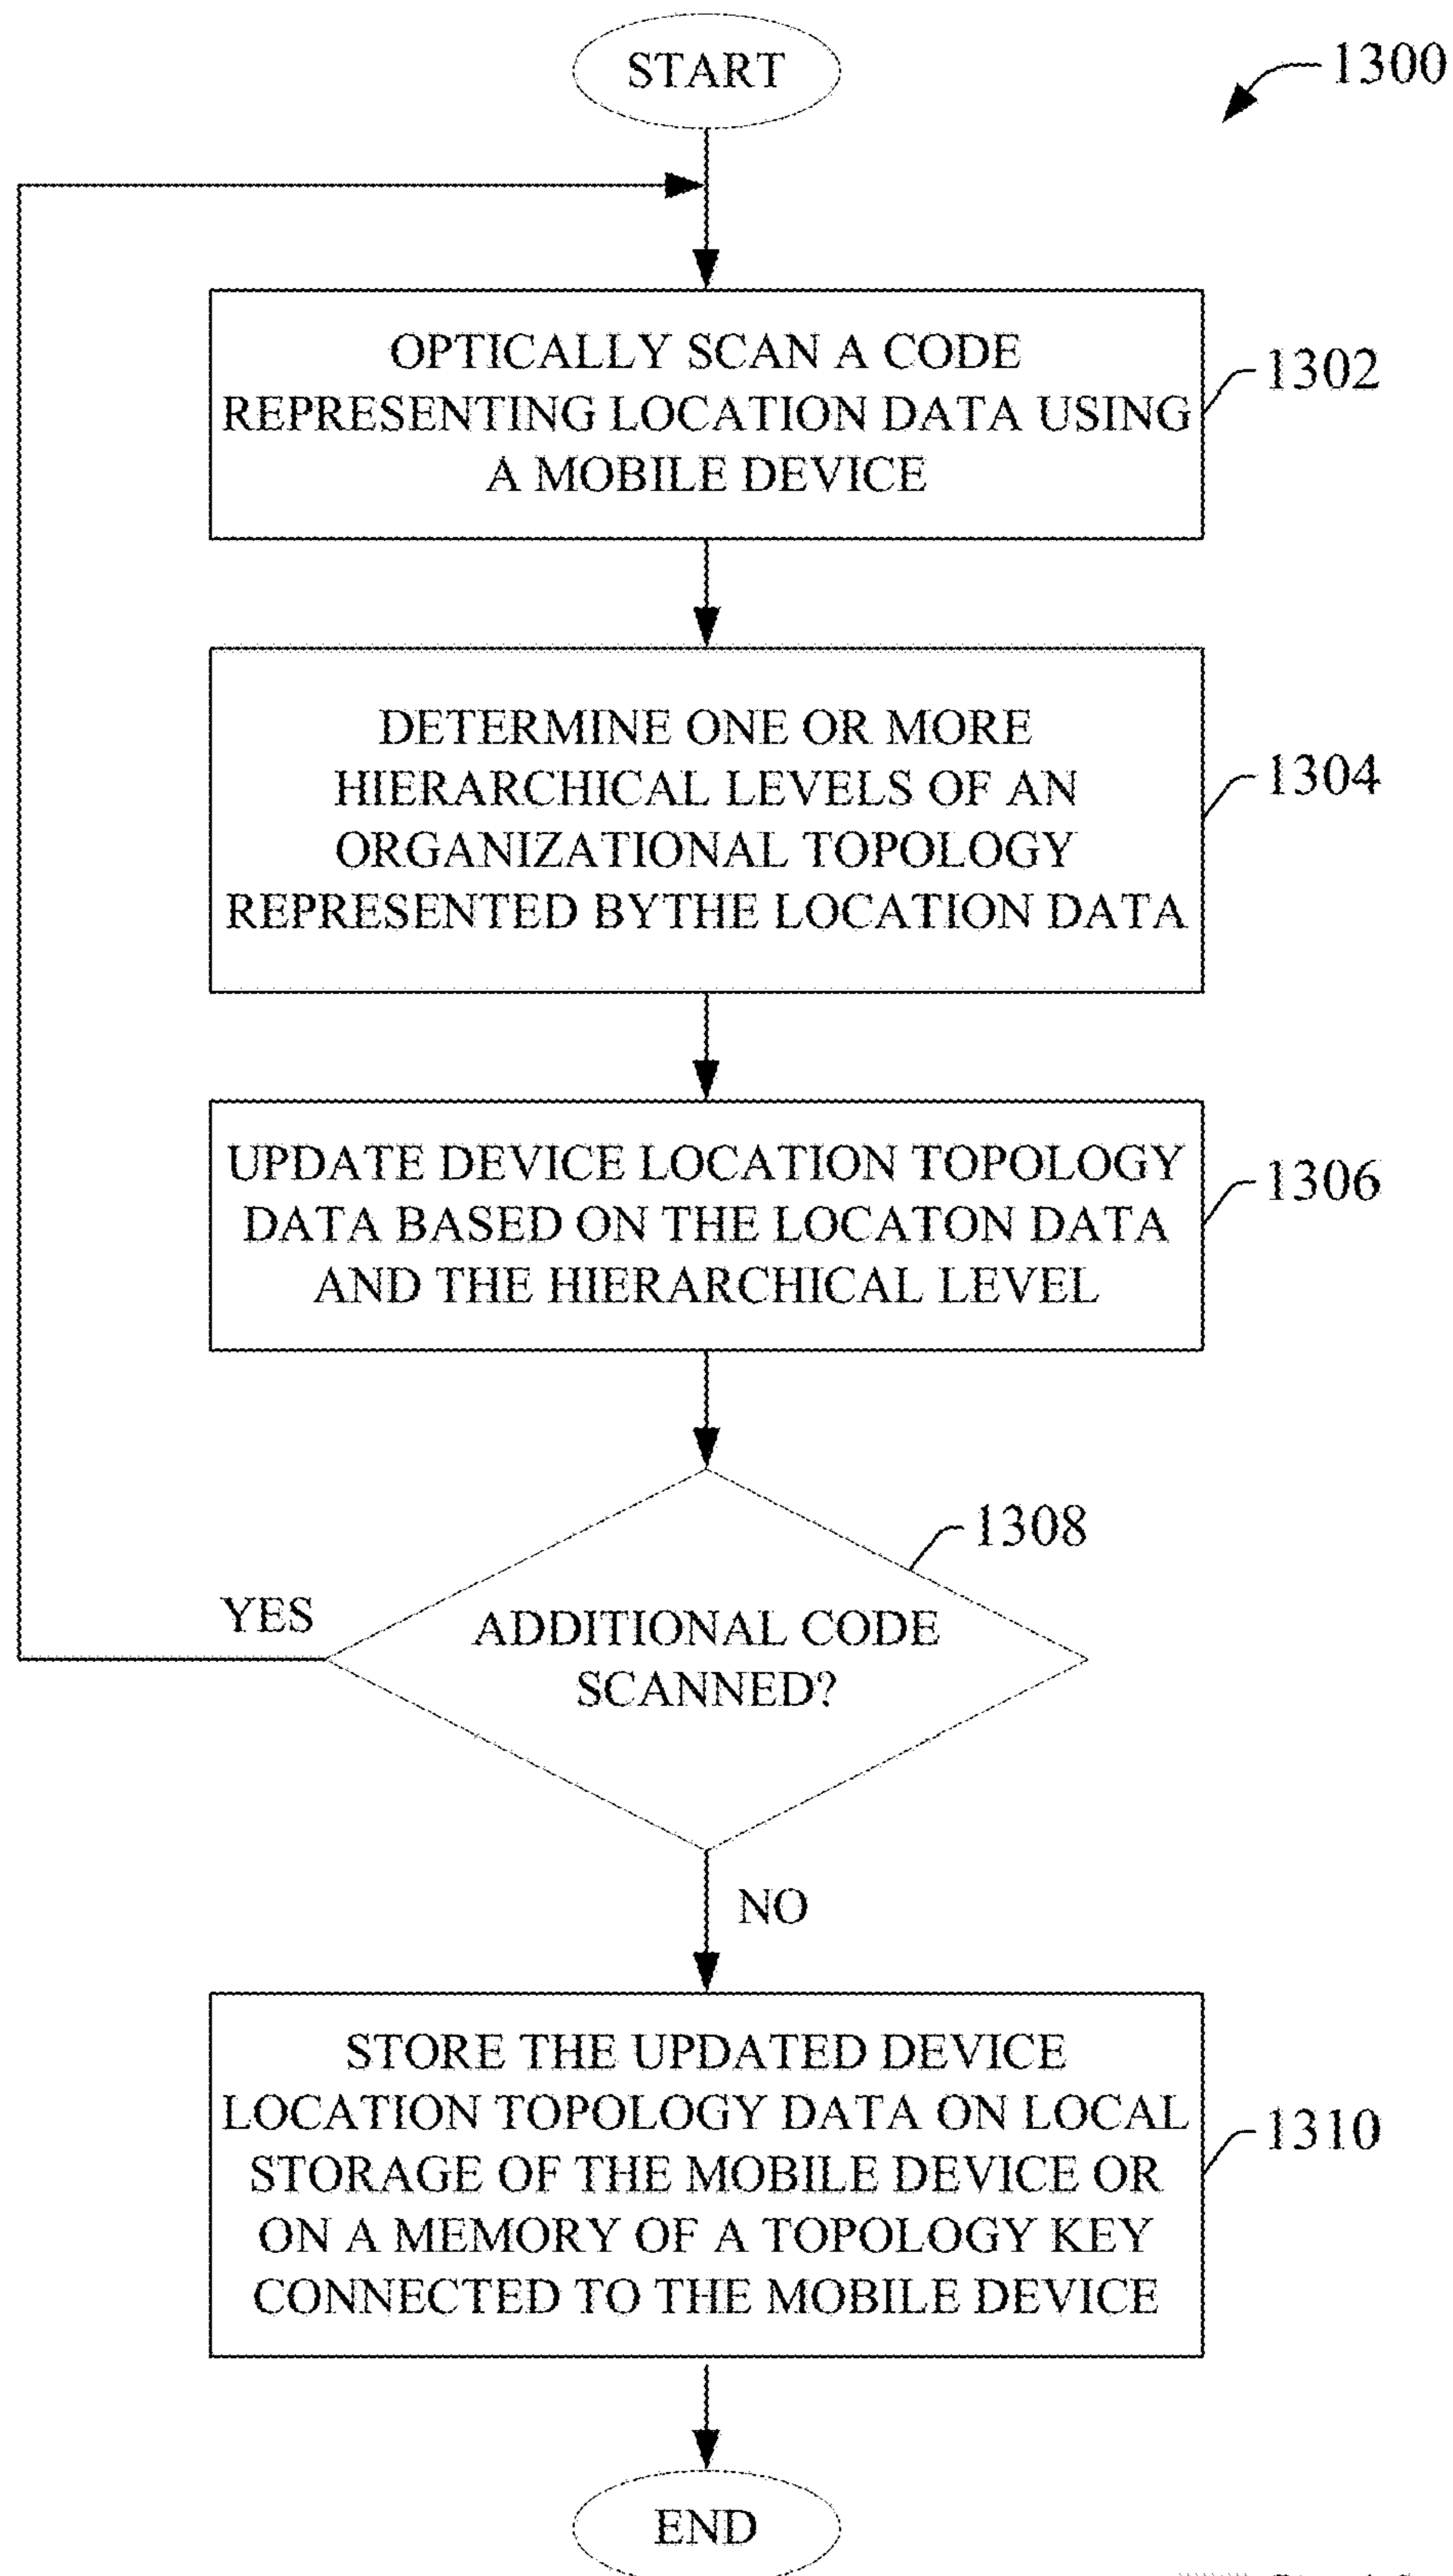 START
1300
OPTICALLY SCAN A CODE
REPRESENTING LOCATION DATA USING
A MOBILE DEVICE
1302
DETERMINE ONE OR MORE
HIERARCHICAL LEVELS OF AN
ORGANIZATIONAL TOPOLOGY
REPRESENTED BYTHE LOCATION DATA
1304
UPDATE DEVICE LOCATION TOPOLOGY
DATA BASED ON THE LOCATON DATA
AND THE HIERARCHICAL LEVEL
1306
1308
YES
ADDITIONAL CODE
SCANNED?
NO
STORE THE UPDATED DEVICE
LOCATION TOPOLOGY DATA ON LOCAL
STORAGE OF THE MOBILE DEVICE OR
ON A MEMORY OF A TOPOLOGY KEY
CONNECTED TO THE MOBILE DEVICE
1310
END